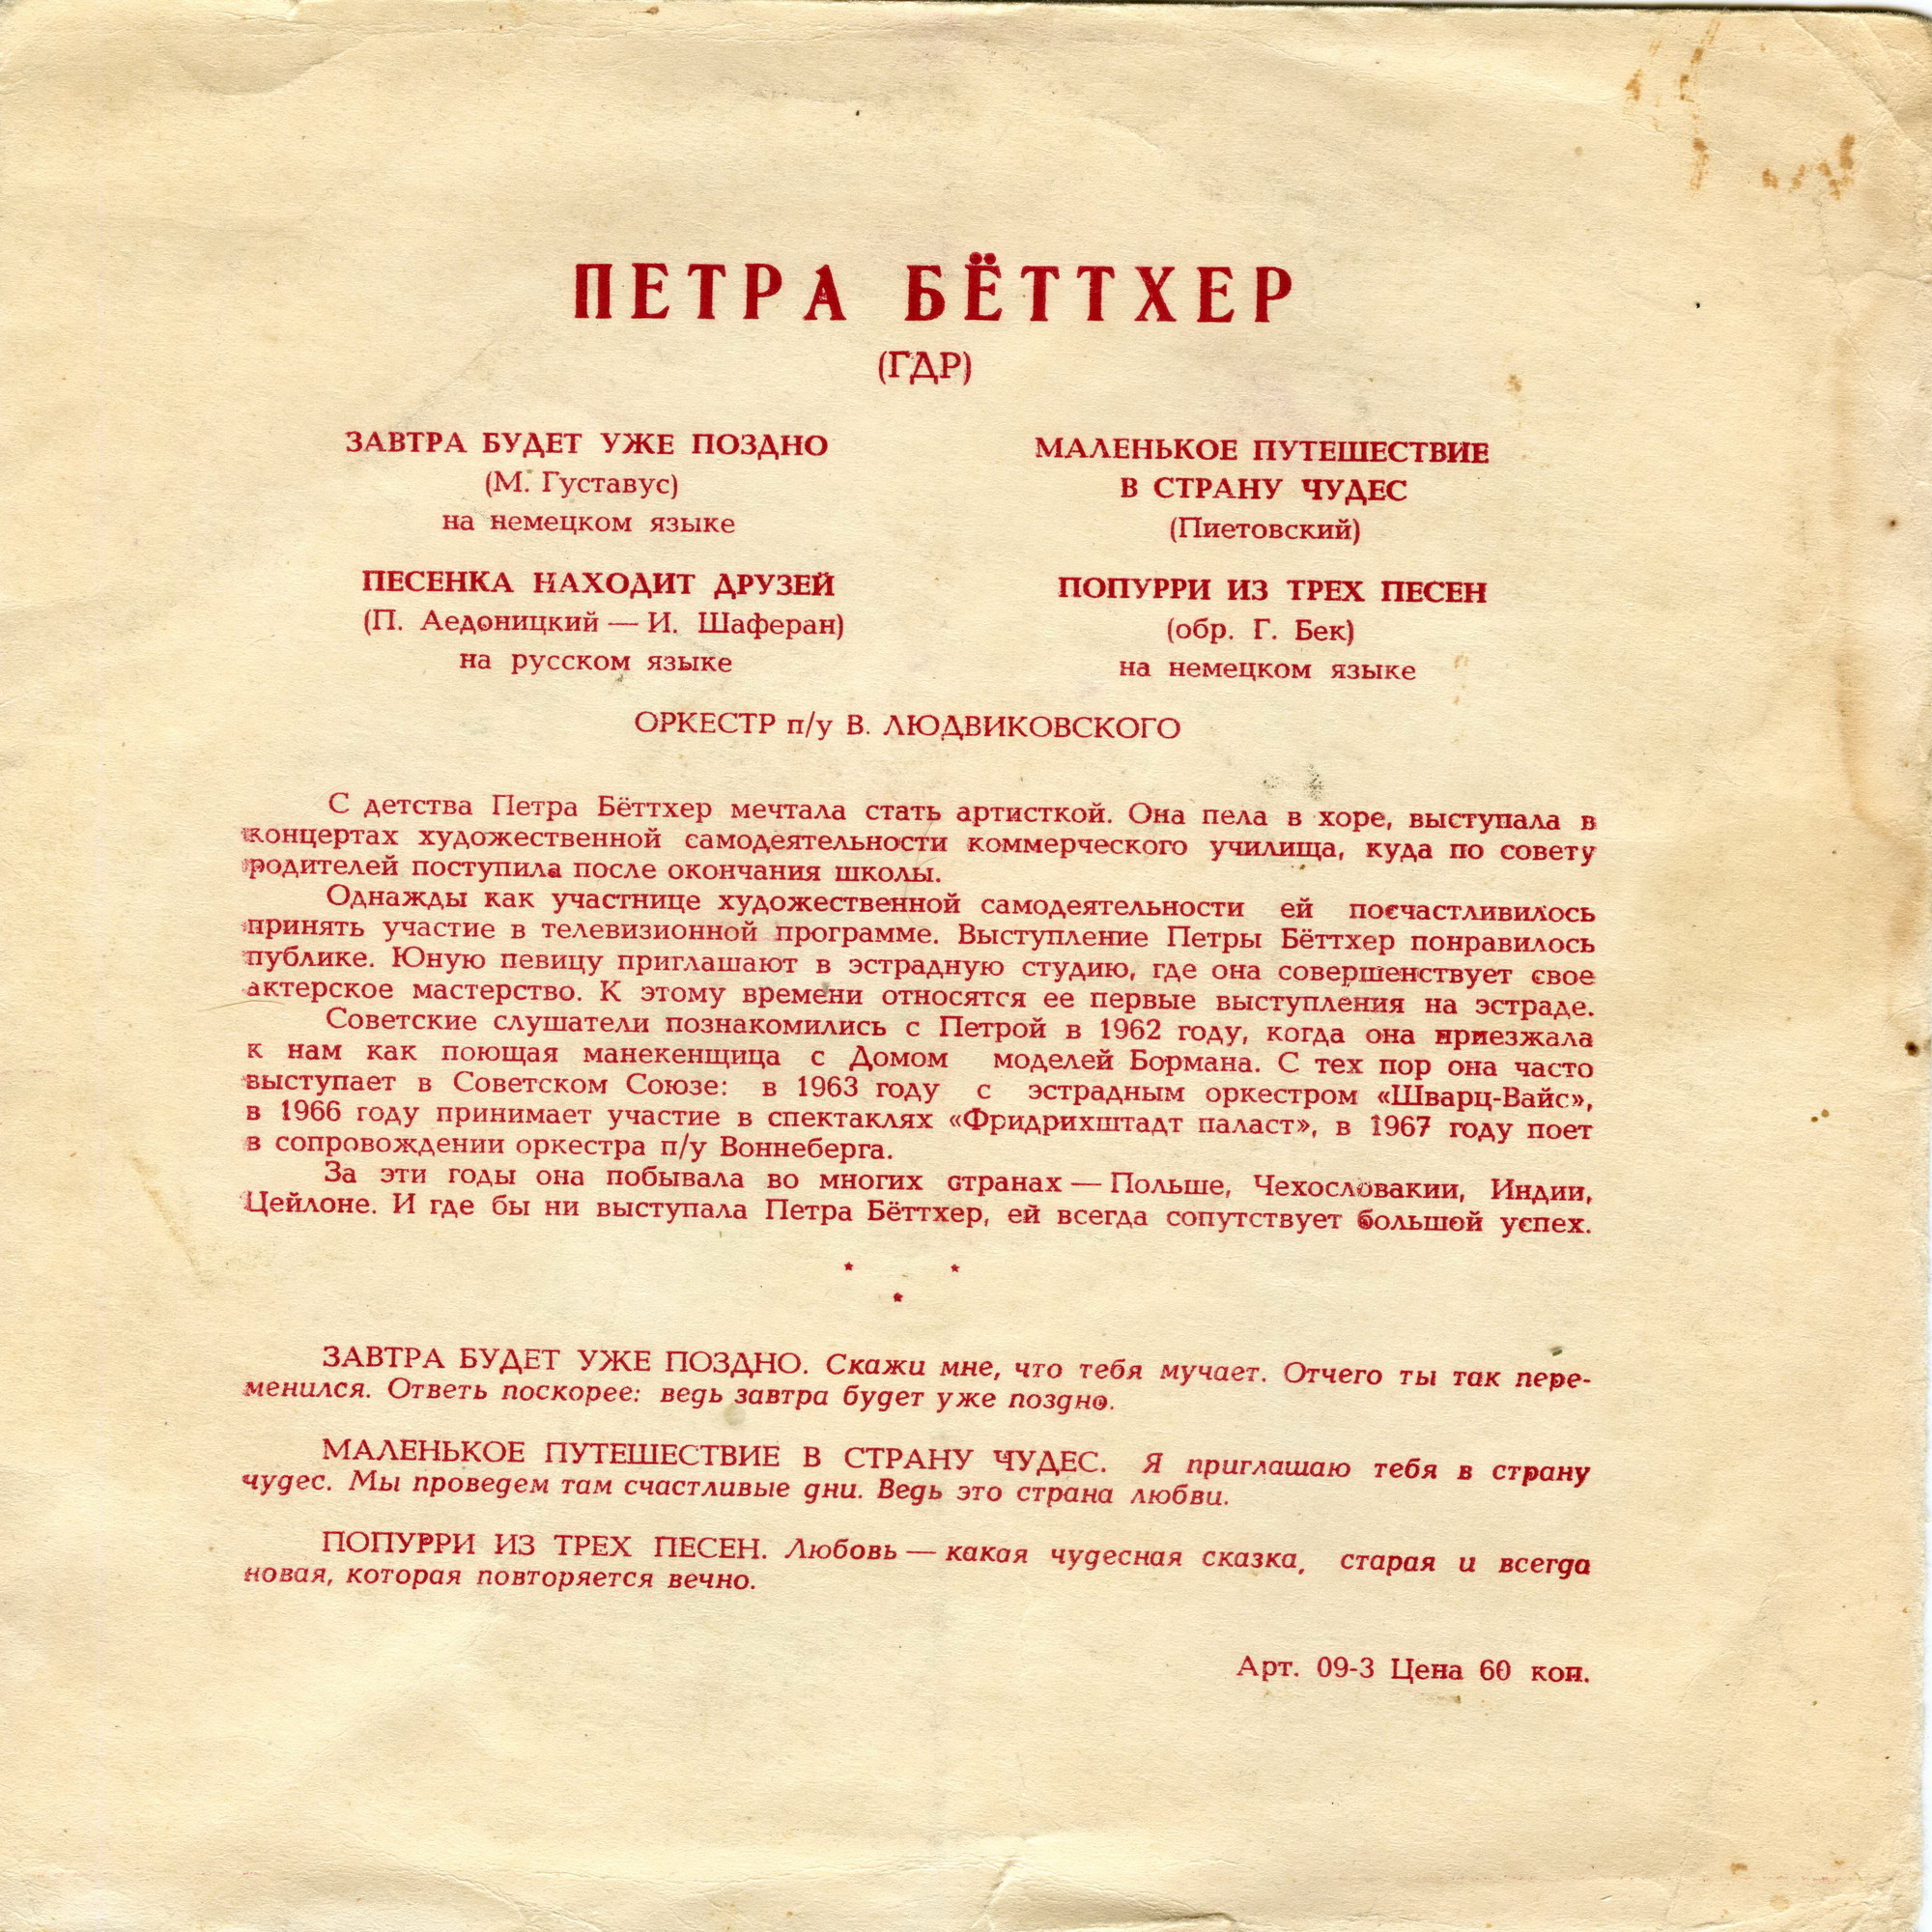 ПЕТРА БЁТТХЕР
(ГДР)
ЗАВТРА БУДЕТ УЖЕ ПОЗДНО
(М. Густавус)
на немецком языке
ПЕСЕНКА НАХОДИТ ДРУЗЕЙ
(П. Аедоницкий — И. Шаферан)
на русском языке
МАЛЕНЬКОЕ ПУТЕШЕСТВИЕ
В СТРАНУ ЧУДЕС
(Пиетовский)
ПОПУРРИ ИЗ ТРЕХ ПЕСЕН
(обр. Г. Бек)
на немецком языке
ОРКЕСТР п/у В. ЛЮДВИКОВСКОГО
С детства Петра Бёттхер мечтала стать артисткой. Она пела в хоре, выступала в
концертах художественной самодеятельности коммерческого училища, куда по совету
родителей поступила после окончания школы.
Однажды как участнице художественной самодеятельности ей посчастливилось
принять участие в телевизионной программе. Выступление Петры Бёттхер понравилось
публике. Юную певицу приглашают в эстрадную студию, где она совершенствует свое
актерское мастерство. К этому времени относятся ее первые выступления на эстраде.
Советские слушатели познакомились с Петрой в 1962 году, когда она приезжала
к нам как поющая манекенщица с Домом моделей Бормана. С тех пор она часто
выступает в Советском Союзе: в 1963 году с эстрадным оркестром «Шварц-Вайс»,
в 1966 году принимает участие в спектаклях «Фридрихштадт паласт», в 1967 году поет
в сопровождении оркестра п/у Воннеберга.
За эти годы она побывала во многих странах — Польше, Чехословакии, Индии,
Цейлоне. И где бы ни выступала Петра Бёттхер, ей всегда сопутствует большой успех.
* *
*
ЗАВТРА БУДЕТ УЖЕ ПОЗДНО. Скажи мне, что тебя мучает. Отчего ты так пере-
менился. Ответь поскорее: ведь завтра будет уже поздно.
МАЛЕНЬКОЕ ПУТЕШЕСТВИЕ В СТРАНУ ЧУДЕС. Я приглашаю тебя в страну
чудес. Мы проведем там счастливые дни. Ведь это страна любви.
ПОПУРРИ ИЗ ТРЕХ ПЕСЕН. Любовь — какая чудесная сказка, старая и всегда
новая, которая повторяется вечно.
Арт. 09-3 Цена 60 коп.